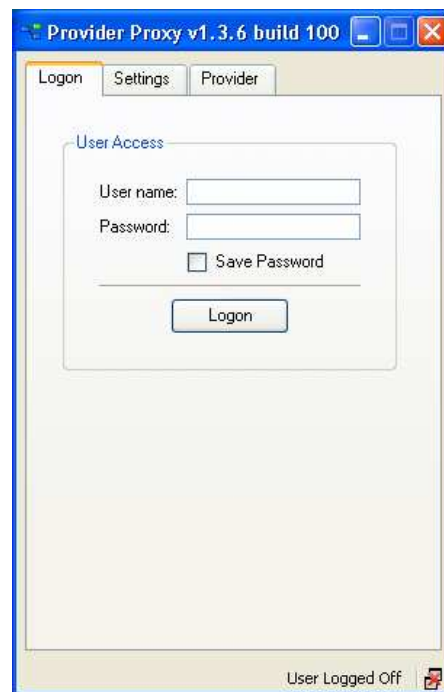 Provider Proxy v1.3.6 build 100
Logon Settings Provider
User Access
User name:
Password:
Save Password
Logon
User Logged Off